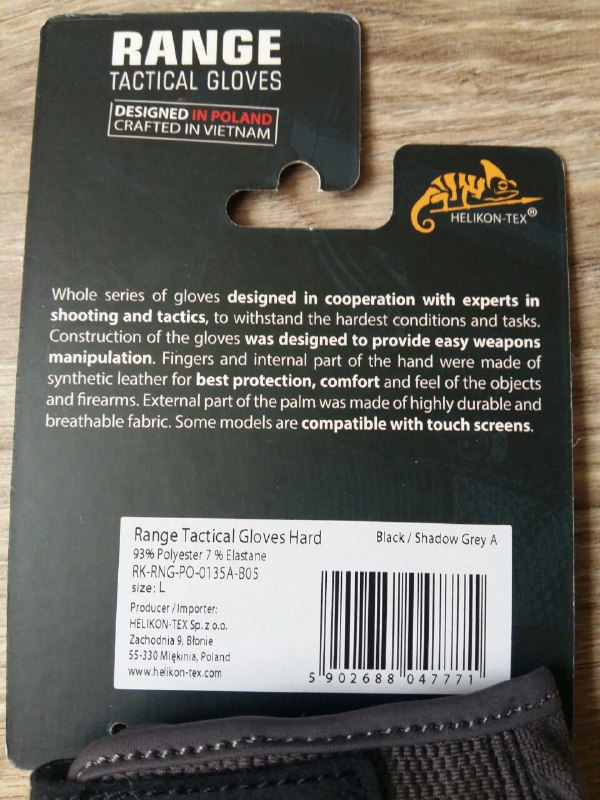 RANGE
TACTICAL GLOVES
DESIGNED IN POLAND
CRAFTED IN VIETNAM
HELIKON-TEX®
Whole series of gloves designed in cooperation with experts in
shooting and tactics, to withstand the hardest conditions and tasks.
Construction of the gloves was designed to provide easy weapons
manipulation. Fingers and internal part of the hand were made of
synthetic leather for best protection, comfort and feel of the objects
and firearms. External part of the palm was made of highly durable and
breathable fabric. Some models are compatible with touch screens.
Range Tactical Gloves Hard
Black / Shadow Grey A
93% Polyester 7 % Elastane
RK-RNG-PO-0135A-B05
size: L
Producer / Importer:
HELIKON-TEX Sp. z o.o.
Zachodnia 9, Błonie
55-330 Miękinia, Poland
www.helikon-tex.com
5 902688 047771